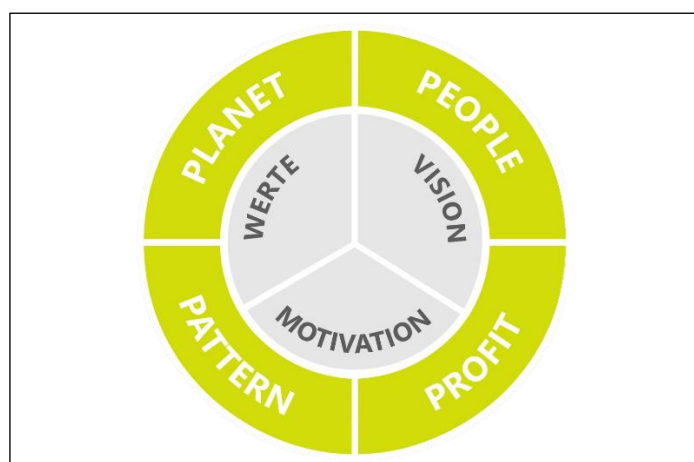 PLANET
PEOPLE
WERTE
VISION
MOTIVATION
PATTERN
PROFIT